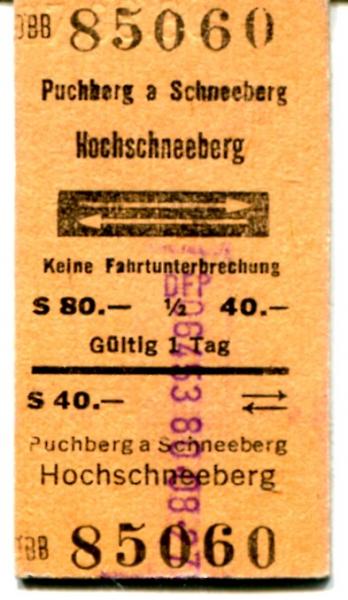 ÖBB 85060
Puchberg a Schneeberg
Hochschneeberg
Keine Fahrtunterbrechung
S 80.— ½ 40.—
Gültig 1 Tag
S 40.—
Puchberg a Schneeberg
Hochschneeberg
ÖBB 85060
DFP